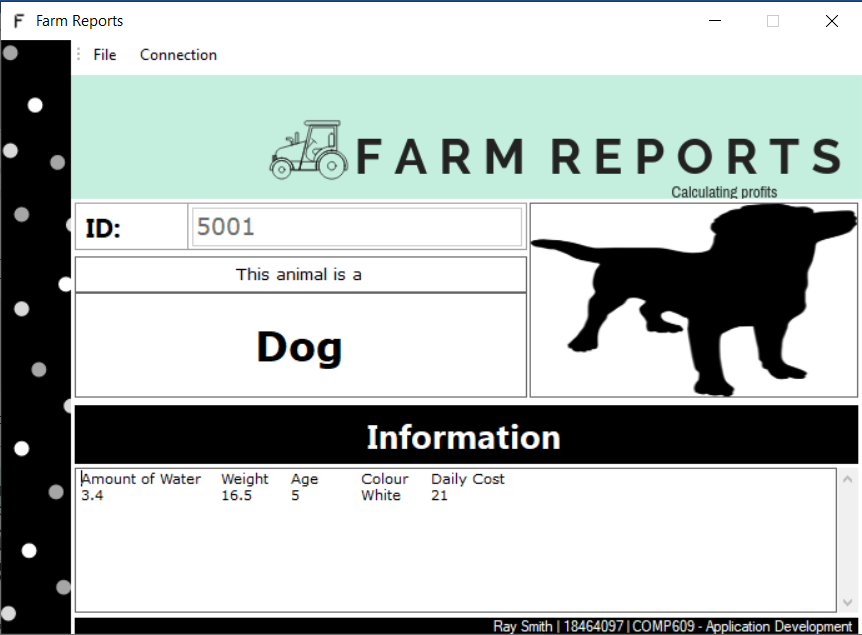 F Farm Reports
File Connection
FARM REPORTS
Calculating profits
ID: 5001
This animal is a
Dog
Information
Amount of Water Weight Age Colour Daily Cost
3.4 16.5 5 White 21
Ray Smith | 18464097 | COMP609 - Application Development